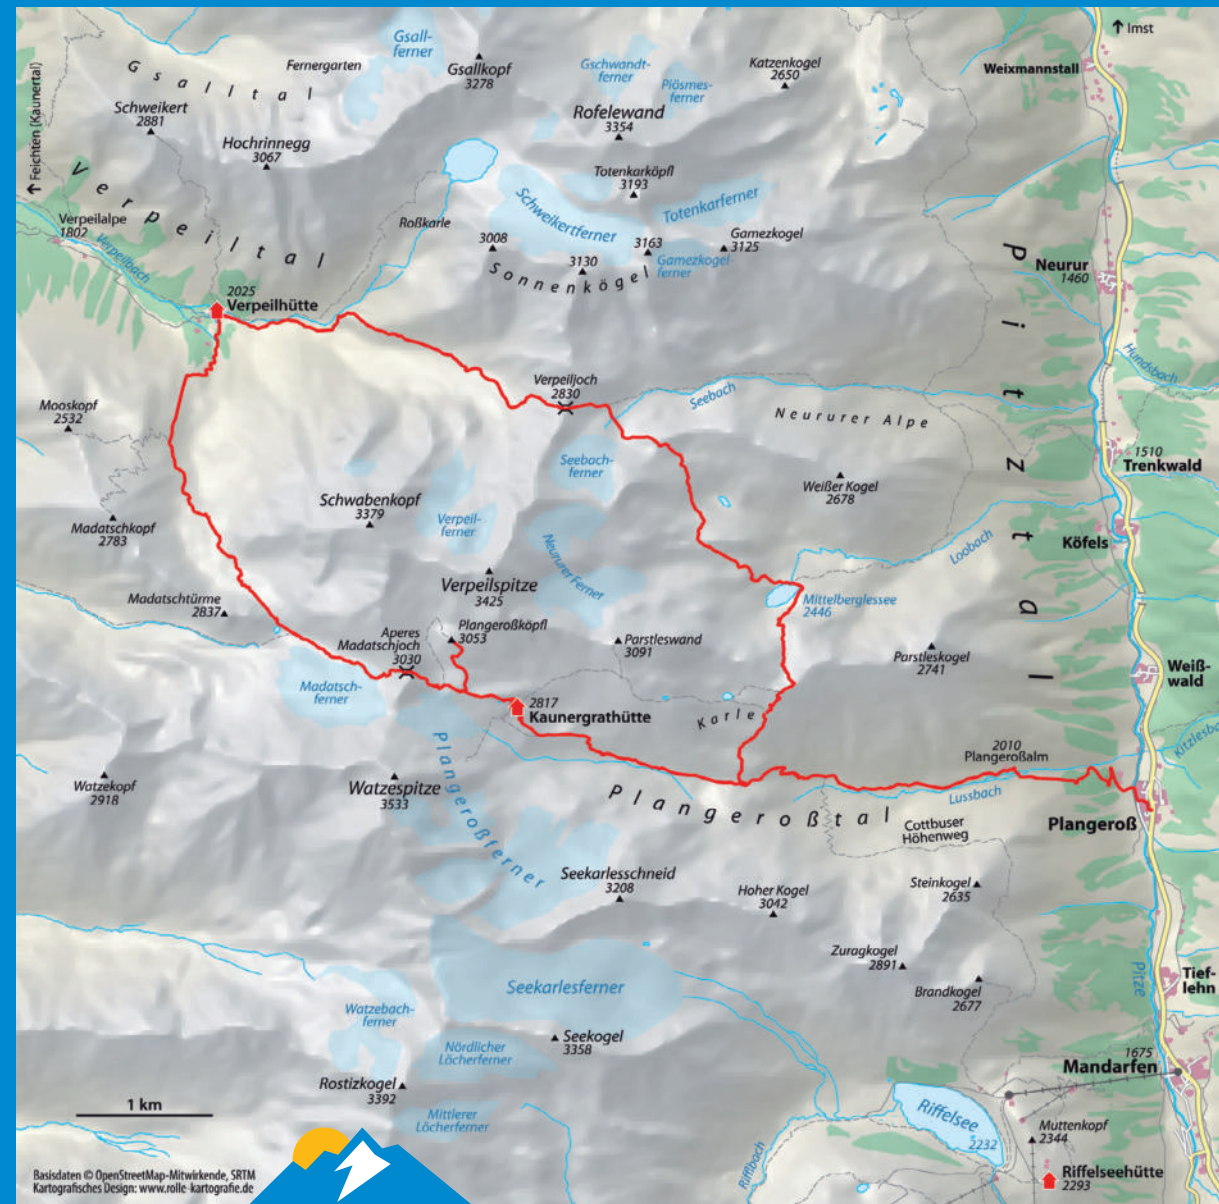 ↑ Imst
Gsall-
ferner
Fernergarten
Gsallkopf
3278
Gschwandt-
ferner
Plösmes-
ferner
Katzenkogel
2650
Weixmannstall
Gsalltal
Schweikert
2881
Hochrinnegg
3067
Rofelewand
3354
↑ Feichten (Kaunertal)
Verpeiltal
Totenkarköpfl
3193
Totenkarferner
Schweikertferner
Roßkarle
3008
3130
3163
Gamezkogel
3125
Gamezkogel-
ferner
Sonnenkögel
Verpeilalpe
1802
Verpeilbach
Pitztal
Neurur
1460
2025
Verpeilhütte
Hundsbach
Verpeiljoch
2830
Seebach
Neururer Alpe
Mooskopf
2532
Seebach-
ferner
1510
Trenkwald
Weißer Kogel
2678
Schwabenkopf
3379
Verpeil-
ferner
Madatschkopf
2783
Neururer Ferner
Köfels
Loobach
Verpeilspitze
3425
Madatschtürme
2837
Mittelberglessee
2446
Aperes
Madatschjoch
3030
Plangeroßköpfl
3053
Parstleswand
3091
Parstleskogel
2741
Weiß-
wald
Madatsch-
ferner
2817
Kaunergrathütte
Karle
Kitzlesba
2010
Plangeroßalm
Plangeroßferner
Watzekopf
2918
Watzespitze
3533
Plangeroßtal
Lussbach
Plangeroß
Cottbuser
Höhenweg
Seekarlesschneid
3208
Hoher Kogel
3042
Steinkogel
2635
Zuragkogel
2891
Brandkogel
2677
Pitze
Tief-
lehn
Seekarlesferner
Watzebach-
ferner
Nördlicher
Löcherferner
Seekogel
3358
1675
Mandarfen
Rostizkogel
3392
Mittlerer
Löcherferner
1 km
Riffelsee
2232
Muttenkopf
2344
Rifflbach
Riffelseehütte
2293
Basisdaten © OpenStreetMap-Mitwirkende, SRTM
Kartografisches Design: www.rolle-kartografie.de